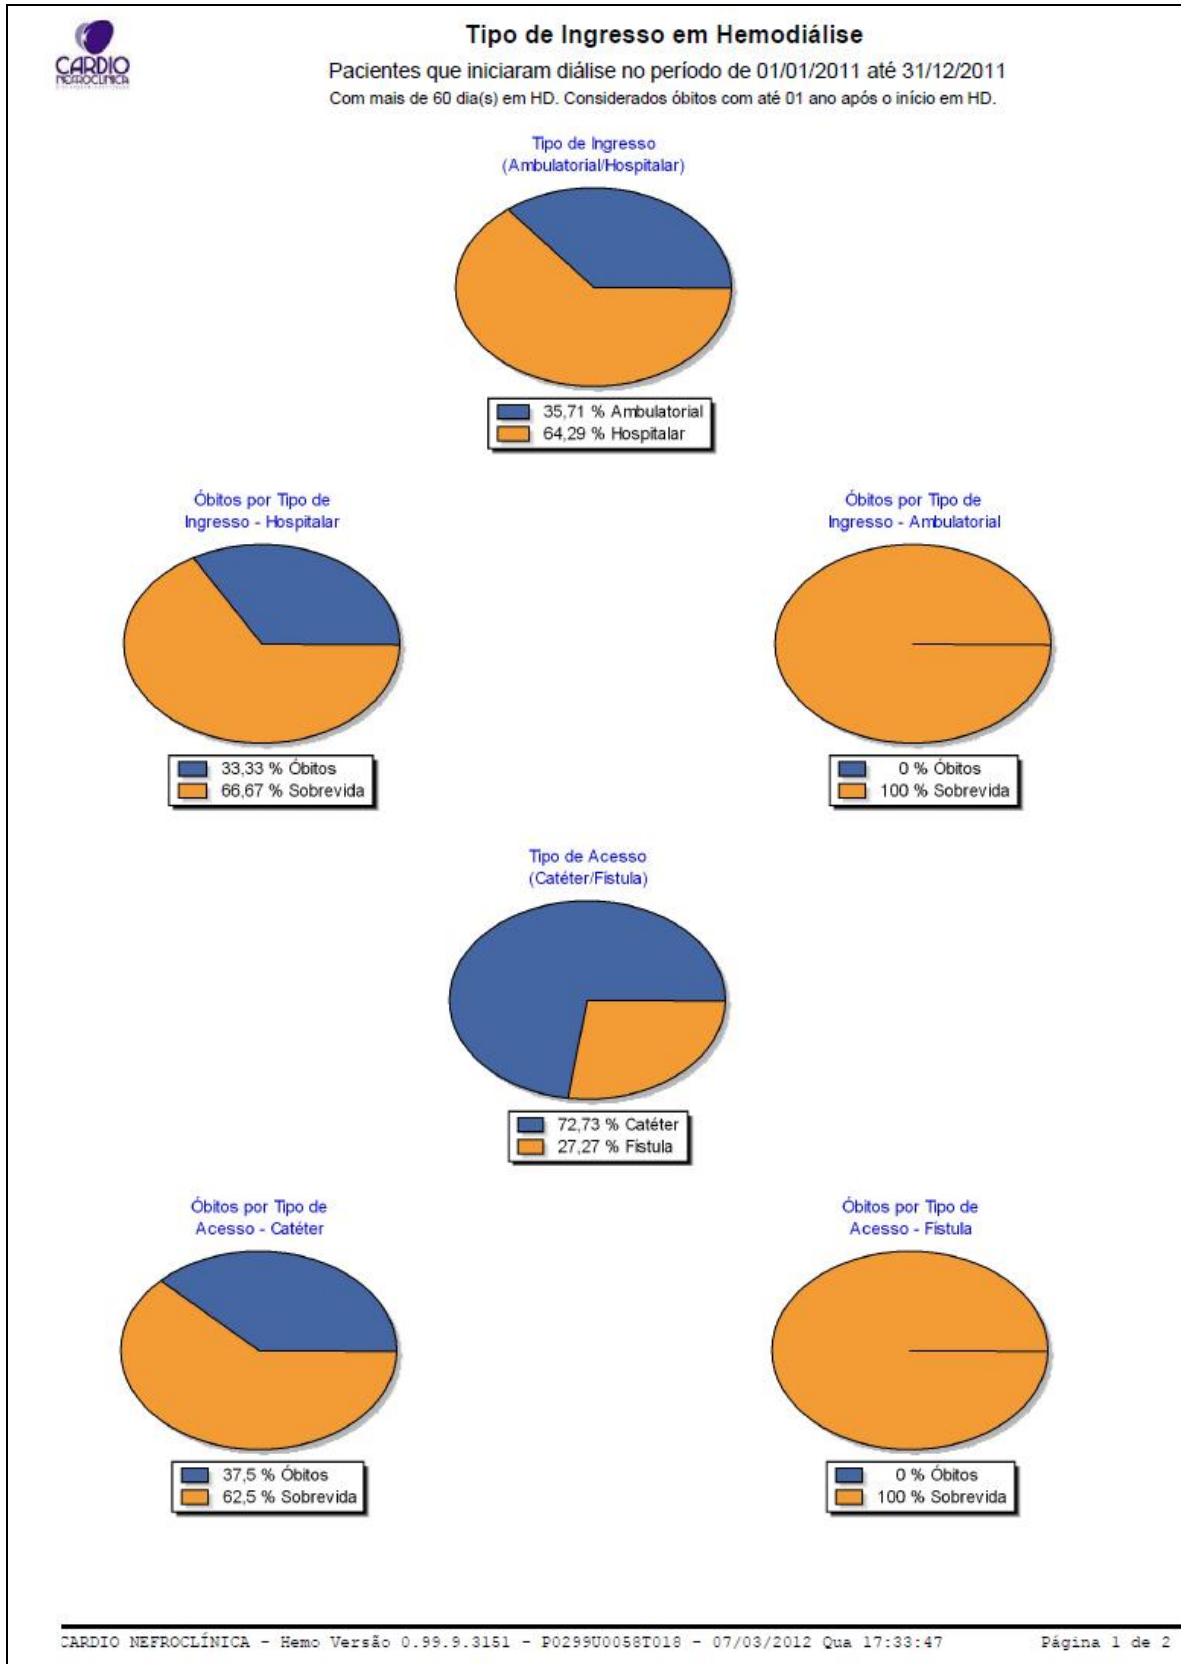 CARDIO
NEFROCLÍNICA
Tipo de Ingresso em Hemodiálise
Pacientes que iniciaram diálise no período de 01/01/2011 até 31/12/2011
Com mais de 60 dia(s) em HD. Considerados óbitos com até 01 ano após o início em HD.
Tipo de Ingresso
(Ambulatorial/Hospitalar)
35,71 % Ambulatorial
64,29 % Hospitalar
Óbitos por Tipo de
Ingresso - Hospitalar
33,33 % Óbitos
66,67 % Sobrevida
Óbitos por Tipo de
Ingresso - Ambulatorial
0 % Óbitos
100 % Sobrevida
Tipo de Acesso
(Catéter/Fístula)
72,73 % Catéter
27,27 % Fístula
Óbitos por Tipo de
Acesso - Catéter
37,5 % Óbitos
62,5 % Sobrevida
Óbitos por Tipo de
Acesso - Fístula
0 % Óbitos
100 % Sobrevida
CARDIO NEFROCLÍNICA - Hemo Versão 0.99.9.3151 - P0299U0058T018 - 07/03/2012 Qua 17:33:47 Página 1 de 2